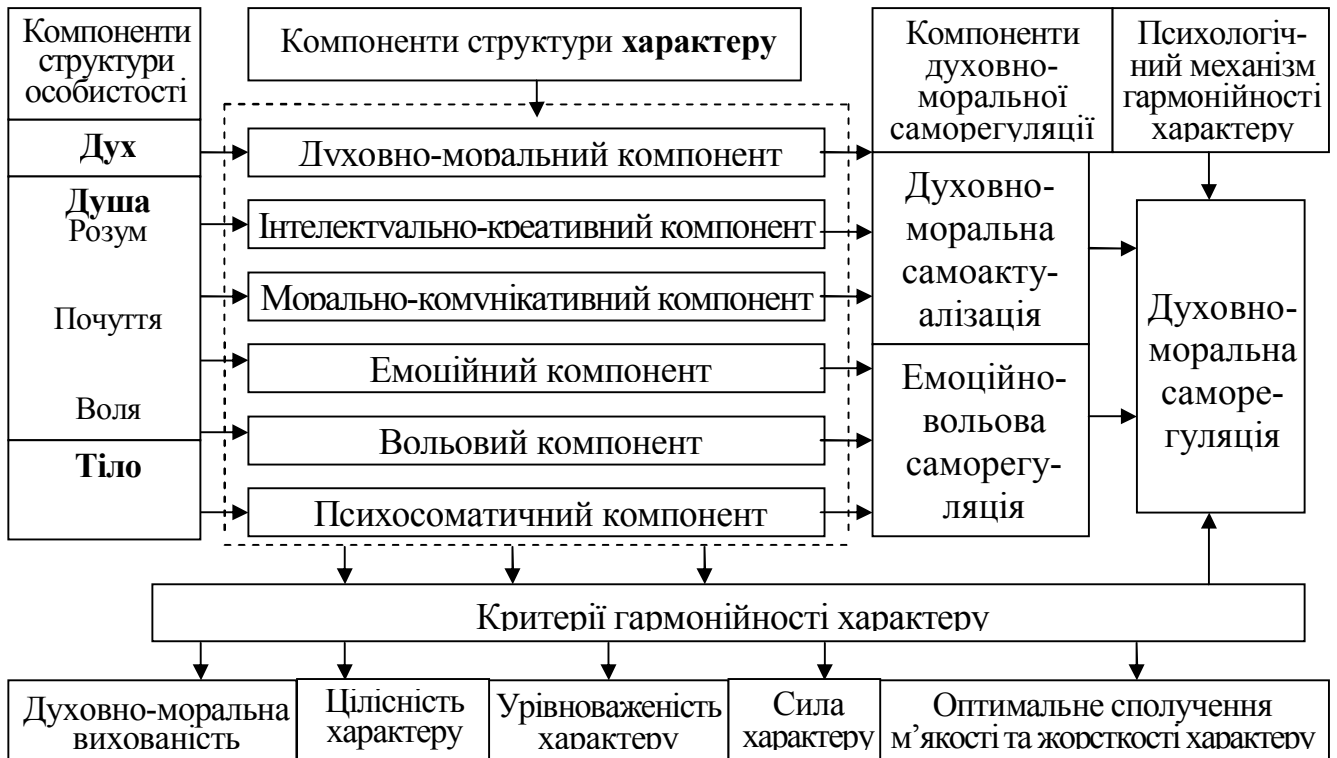 Компоненти
структури
особистості
Компоненти структури характеру
Компоненти
духовно-
моральної
саморегуляції
Психологіч-
ний механізм
гармонійності
характеру
Дух
Душа
Розум
Почуття
Воля
Тіло
Духовно-моральний компонент
Інтелектуально-креативний компонент
Морально-комунікативний компонент
Емоційний компонент
Вольовий компонент
Психосоматичний компонент
Духовно-
моральна
самоакту-
алізація
Емоційно-
вольова
саморегу-
ляція
Духовно-
моральна
саморе-
гуляція
Критерії гармонійності характеру
Духовно-моральна
вихованість
Цілісність
характеру
Урівноваженість
характеру
Сила
характеру
Оптимальне сполучення
м’якості та жорсткості характеру